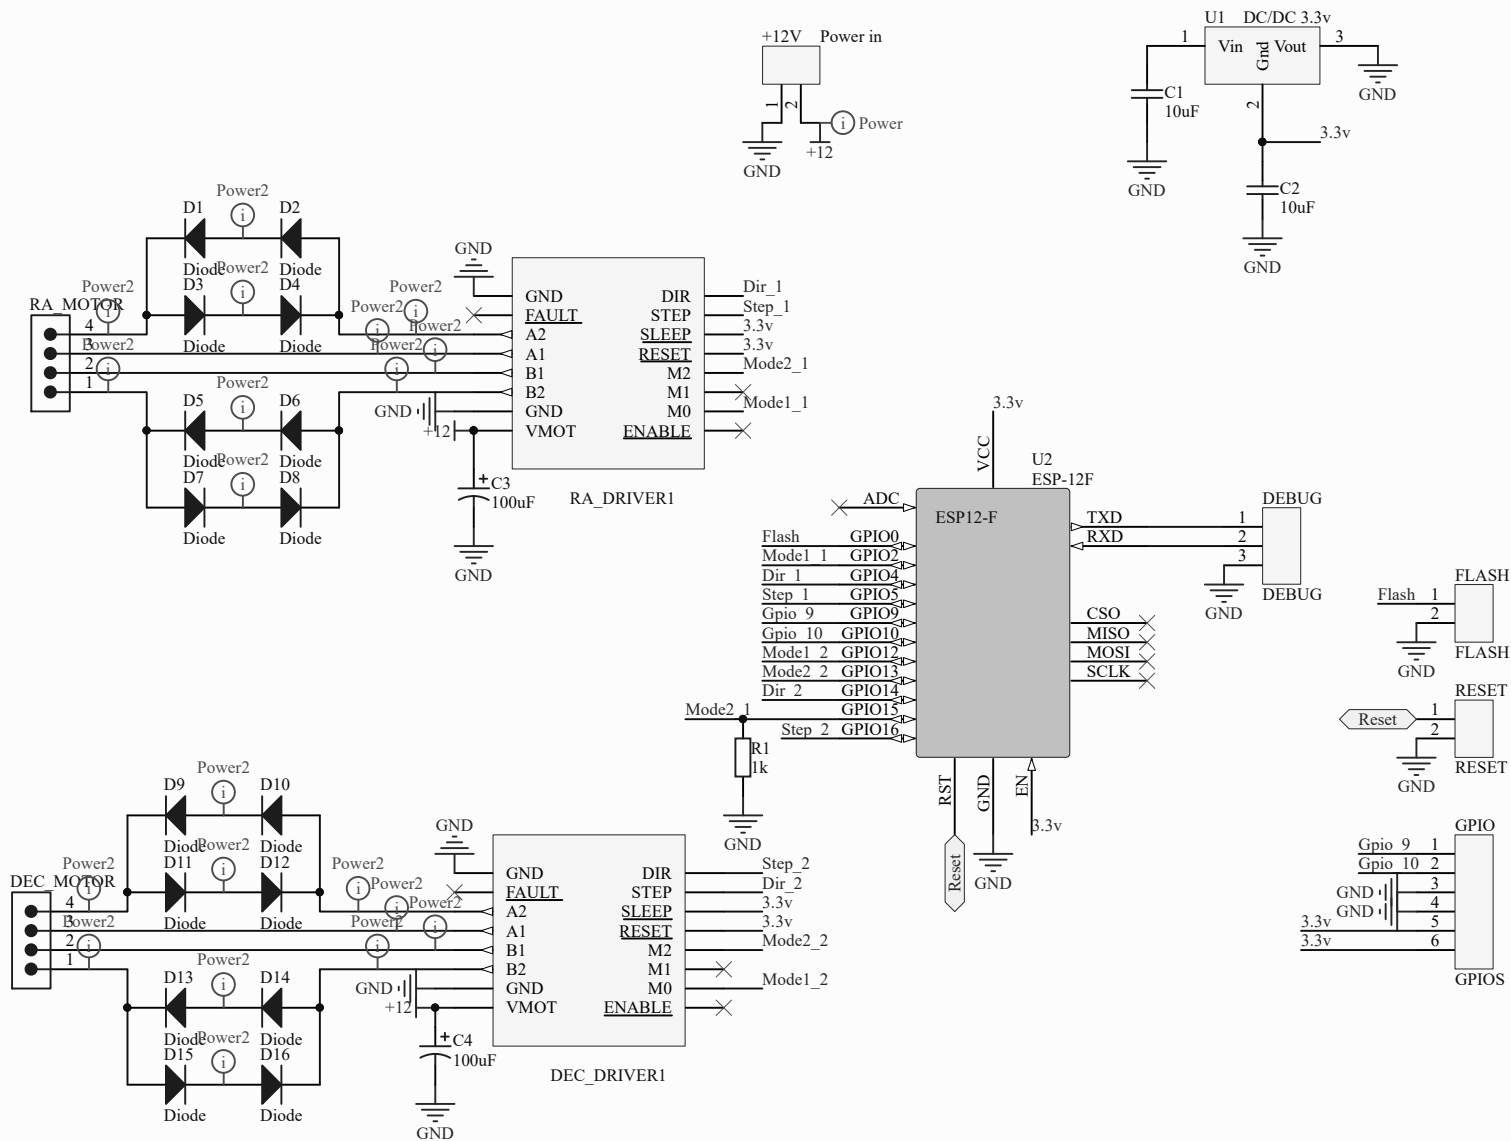 +12V Power in
1
2
Power
GND
+12
U1 DC/DC 3.3v
1 Vin Gnd Vout 3
2
C1
10uF
GND
GND
3.3v
C2
10uF
GND
Power2
D1 D2
Diode Diode
Power2
D3 D4
Diode Diode
Power2
RA_MOTOR
4
3
2
1
Power2
Power2
Power2
Power2
Power2
D5 D6
Diode Diode
Power2
D7 D8
Diode Diode
GND
GND DIR Dir_1
FAULT STEP Step_1
A2 SLEEP 3.3v
A1 RESET 3.3v
B1 M2 Mode2_1
B2 M1
GND GND M0 Mode1_1
+12 VMOT ENABLE
RA_DRIVER1
+ C3
100uF
GND
3.3v
VCC
U2
ESP-12F
ESP12-F
ADC
Flash GPIO0
Mode1_1 GPIO2
Dir_1 GPIO4
Step_1 GPIO5
Gpio_9 GPIO9
Gpio_10 GPIO10
Mode1_2 GPIO12
Mode2_2 GPIO13
Dir_2 GPIO14
Mode2_1 GPIO15
Step_2 GPIO16
R1
1k
GND
TXD
RXD
CSO
MISO
MOSI
SCLK
RST
GND
EN
Reset
GND
3.3v
DEBUG
1
2
3
GND
DEBUG
FLASH
Flash 1
2
GND
FLASH
RESET
Reset 1
2
GND
RESET
GPIO
Gpio_9 1
Gpio_10 2
GND 3
GND 4
3.3v 5
3.3v 6
GPIOS
Power2
D9 D10
Diode Diode
Power2
D11 D12
Diode Diode
Power2
DEC_MOTOR
4
3
2
1
Power2
Power2
Power2
Power2
Power2
Power2
D13 D14
Diode Diode
Power2
D15 D16
Diode Diode
GND
GND DIR Step_2
FAULT STEP Dir_2
A2 SLEEP 3.3v
A1 RESET 3.3v
B1 M2 Mode2_2
B2 M1
GND GND M0 Mode1_2
+12 VMOT ENABLE
DEC_DRIVER1
+ C4
100uF
GND